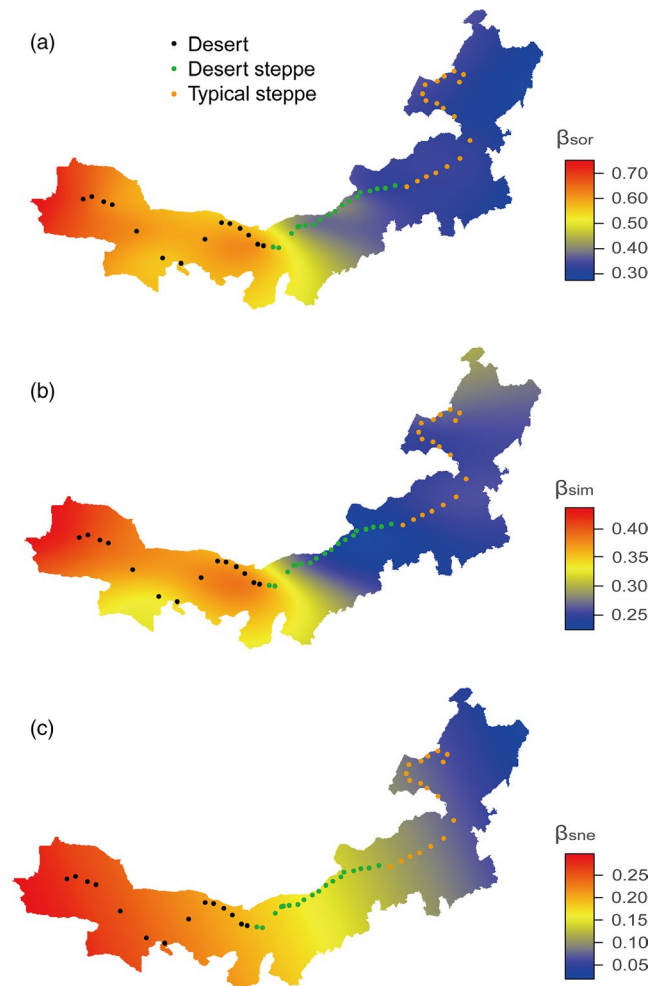 (a)
Desert
Desert steppe
Typical steppe
βsor
0.70
0.60
0.50
0.40
0.30
(b)
βsim
0.40
0.35
0.30
0.25
(c)
βsne
0.25
0.20
0.15
0.10
0.05